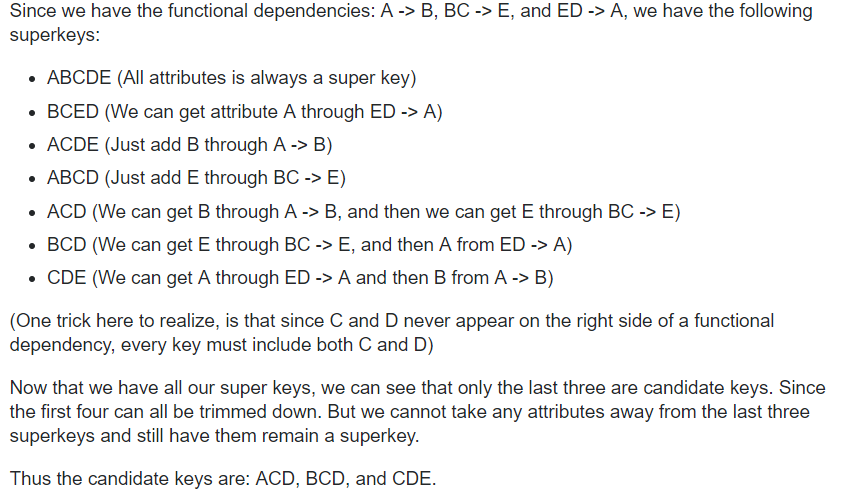 Since we have the functional dependencies: A -> B, BC -> E, and ED -> A, we have the following
superkeys:
• ABCDE (All attributes is always a super key)
• BCED (We can get attribute A through ED -> A)
• ACDE (Just add B through A -> B)
• ABCD (Just add E through BC -> E)
• ACD (We can get B through A -> B, and then we can get E through BC -> E)
• BCD (We can get E through BC -> E, and then A from ED -> A)
• CDE (We can get A through ED -> A and then B from A -> B)
(One trick here to realize, is that since C and D never appear on the right side of a functional
dependency, every key must include both C and D)
Now that we have all our super keys, we can see that only the last three are candidate keys. Since
the first four can all be trimmed down. But we cannot take any attributes away from the last three
superkeys and still have them remain a superkey.
Thus the candidate keys are: ACD, BCD, and CDE.